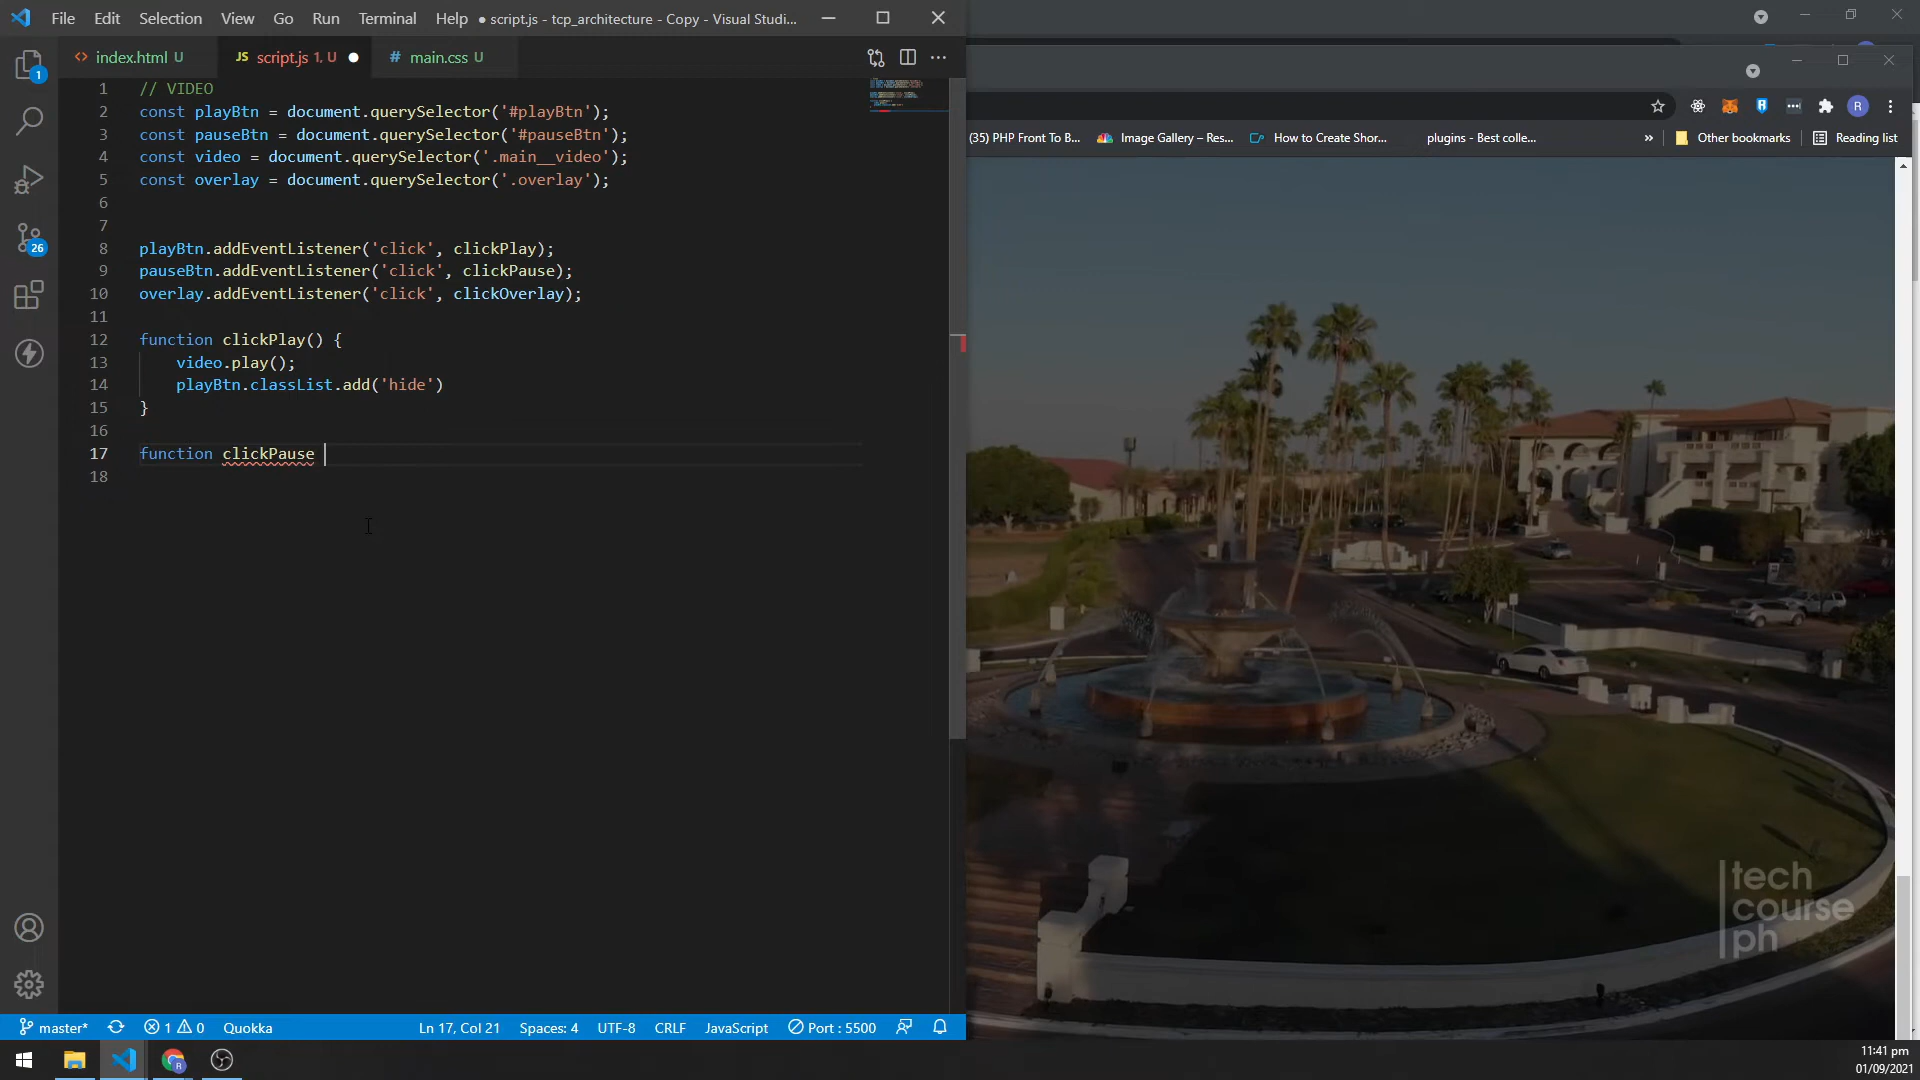 File Edit Selection View Go Run Terminal Help ● script.js - tcp_architecture - Copy - Visual Studi...
index.html U
JS script.js 1, U
# main.css U
1 // VIDEO
2 const playBtn = document.querySelector('#playBtn');
3 const pauseBtn = document.querySelector('#pauseBtn');
4 const video = document.querySelector('.main__video');
5 const overlay = document.querySelector('.overlay');
6
7
8 playBtn.addEventListener('click', clickPlay);
9 pauseBtn.addEventListener('click', clickPause);
10 overlay.addEventListener('click', clickOverlay);
11
12 function clickPlay() {
13 video.play();
14 playBtn.classList.add('hide')
15 }
16
17 function clickPause
18
1
26
master* 1 0 Quokka Ln 17, Col 21 Spaces: 4 UTF-8 CRLF JavaScript Port : 5500
R
(35) PHP Front To B... Image Gallery – Res... How to Create Shor... plugins - Best colle... » Other bookmarks Reading list
tech
course
ph
11:41 pm
01/09/2021